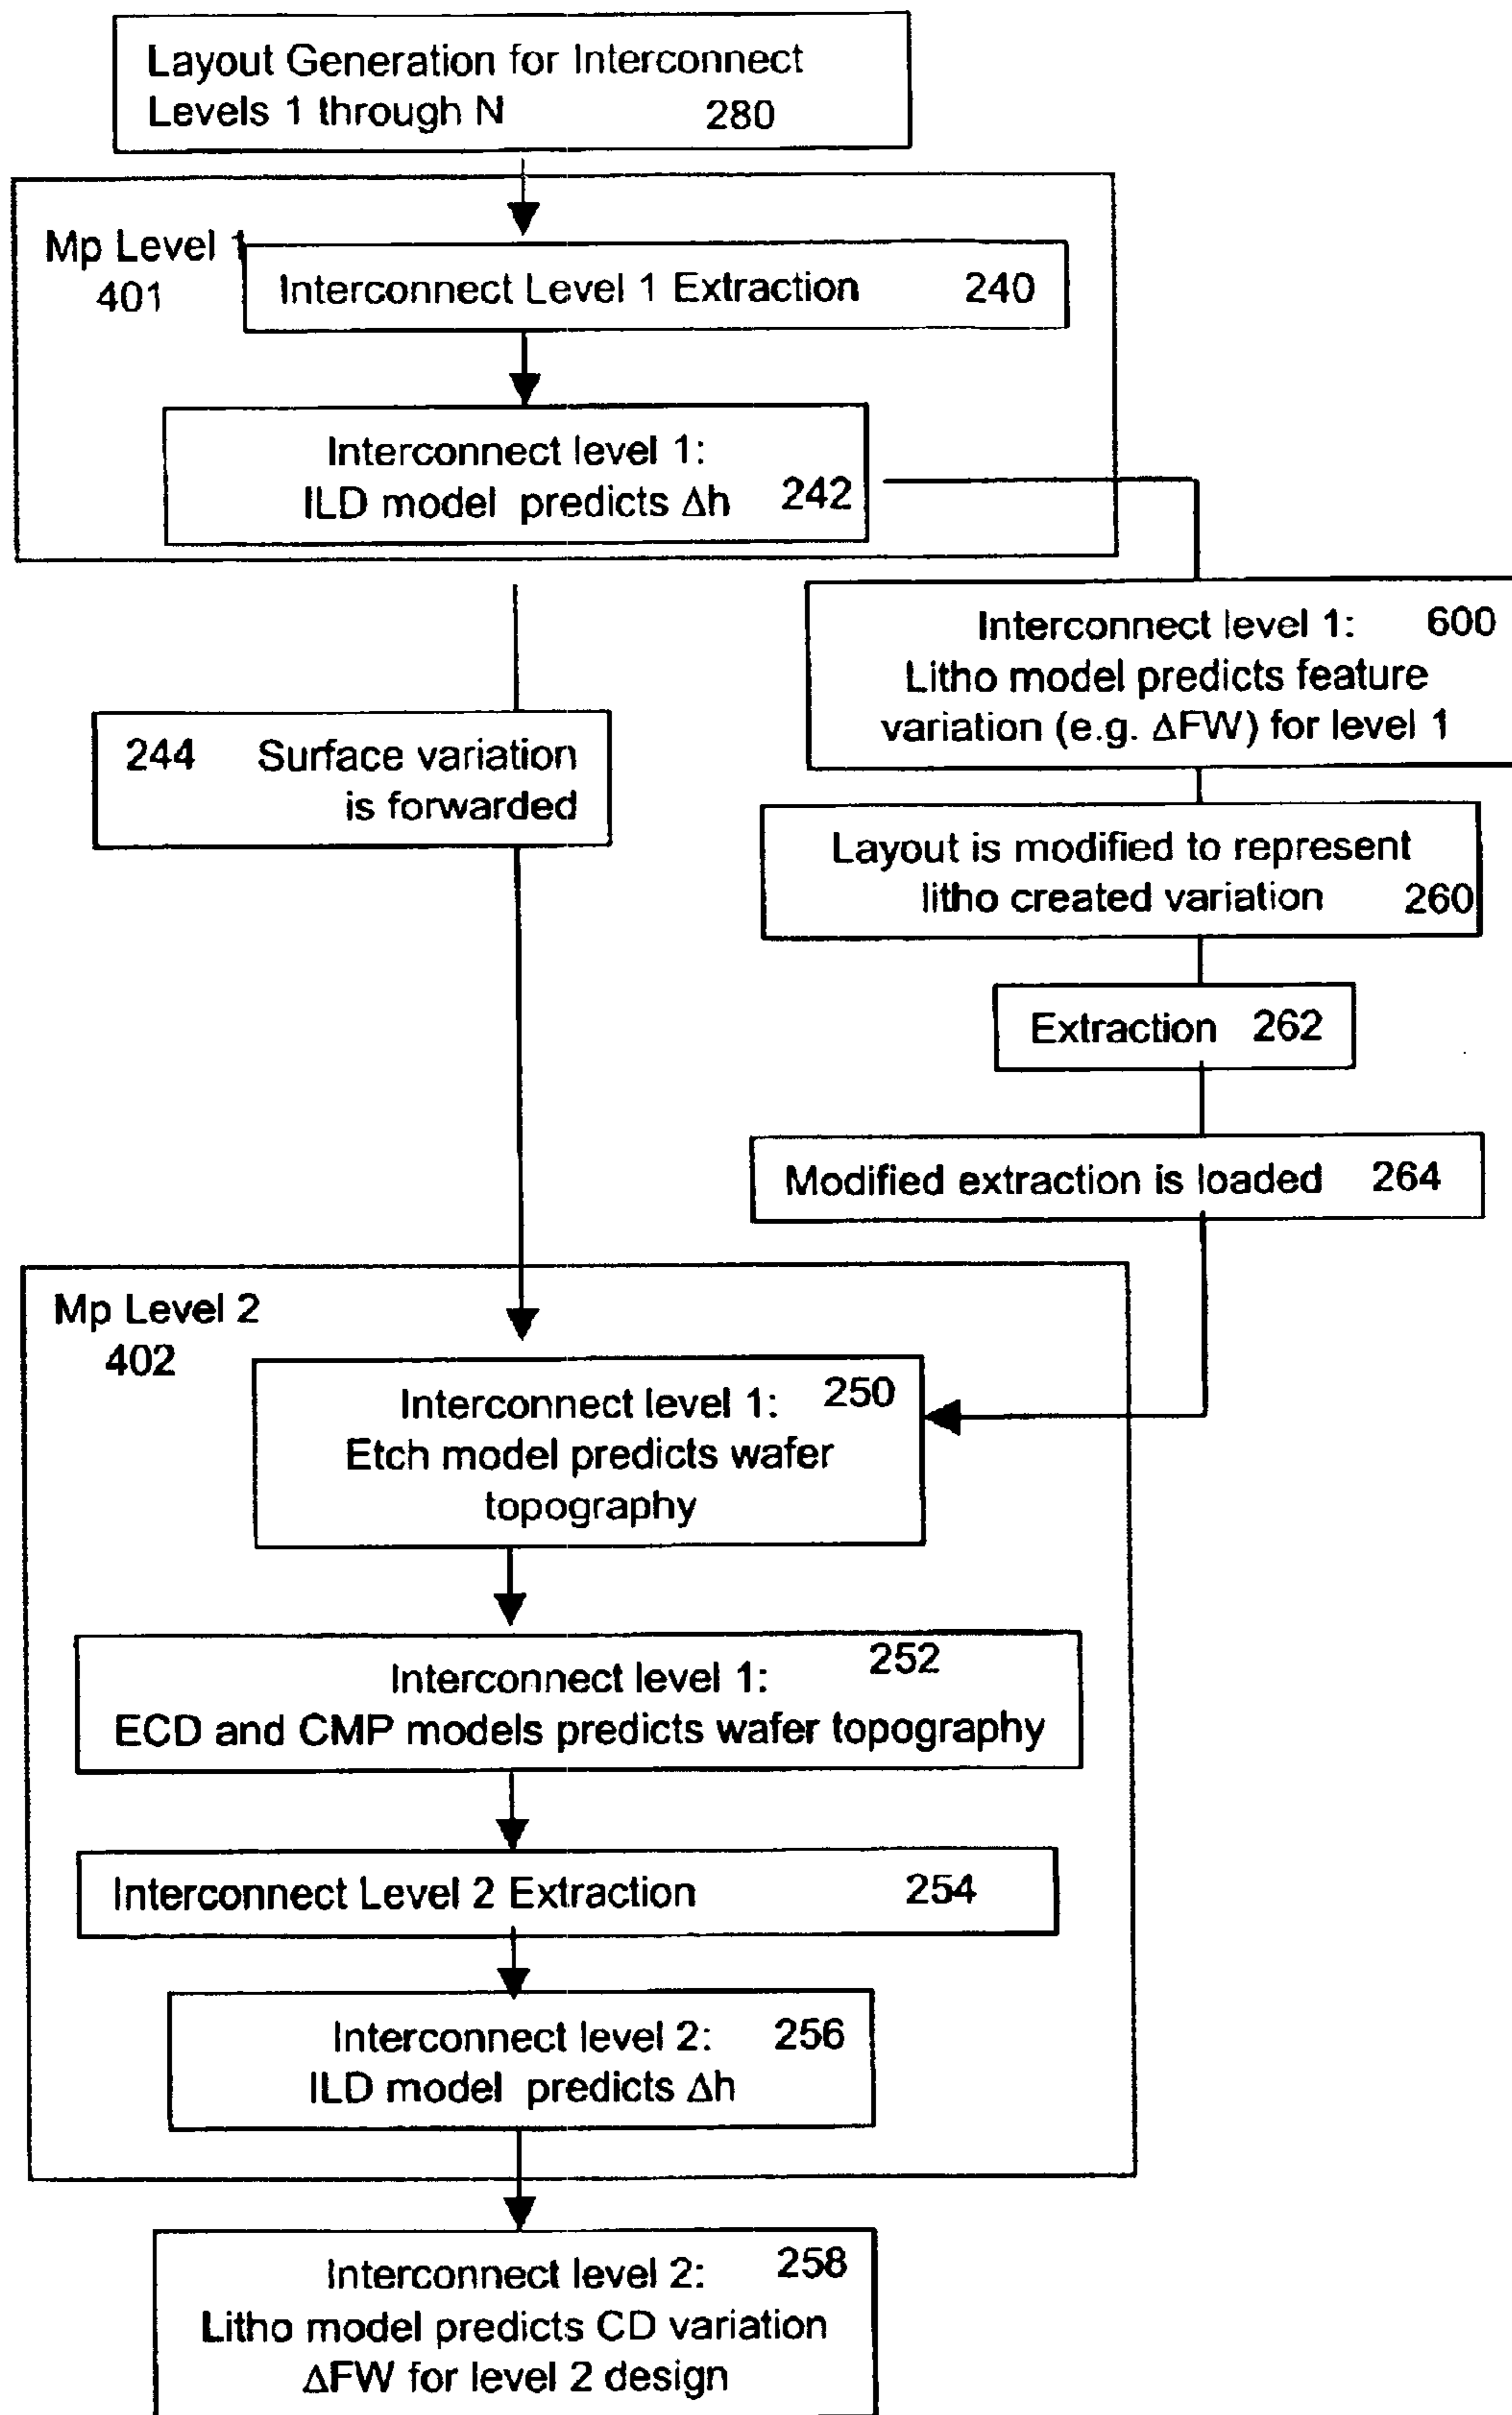 Layout Generation for Interconnect
Levels 1 through N 280
Mp Level 1
401
Interconnect Level 1 Extraction 240
Interconnect level 1:
ILD model predicts Δh 242
Interconnect level 1: 600
Litho model predicts feature
variation (e.g. ΔFW) for level 1
244 Surface variation
is forwarded
Layout is modified to represent
litho created variation 260
Extraction 262
Modified extraction is loaded 264
Mp Level 2
402
Interconnect level 1: 250
Etch model predicts wafer
topography
Interconnect level 1: 252
ECD and CMP models predicts wafer topography
Interconnect Level 2 Extraction 254
Interconnect level 2: 256
ILD model predicts Δh
Interconnect level 2: 258
Litho model predicts CD variation
ΔFW for level 2 design